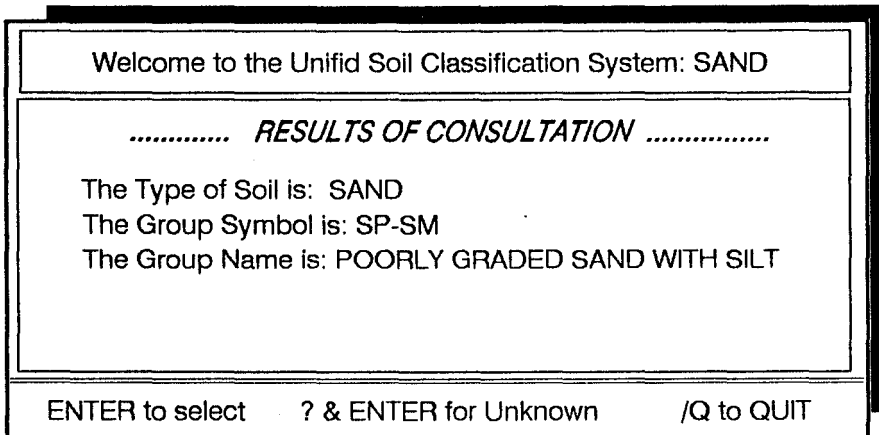 Welcome to the Unifid Soil Classification System: SAND
............. RESULTS OF CONSULTATION ................
The Type of Soil is: SAND
The Group Symbol is: SP-SM
The Group Name is: POORLY GRADED SAND WITH SILT
ENTER to select ? & ENTER for Unknown /Q to QUIT